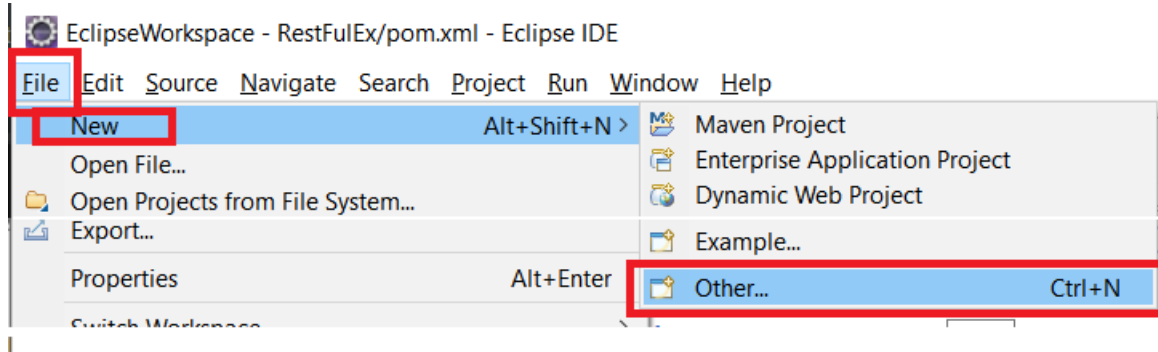 EclipseWorkspace - RestFulEx/pom.xml - Eclipse IDE
File Edit Source Navigate Search Project Run Window Help
New Alt+Shift+N >
Open File...
Open Projects from File System...
Export...
Properties Alt+Enter
Switch Workspace >
Maven Project
Enterprise Application Project
Dynamic Web Project
Example...
Other... Ctrl+N